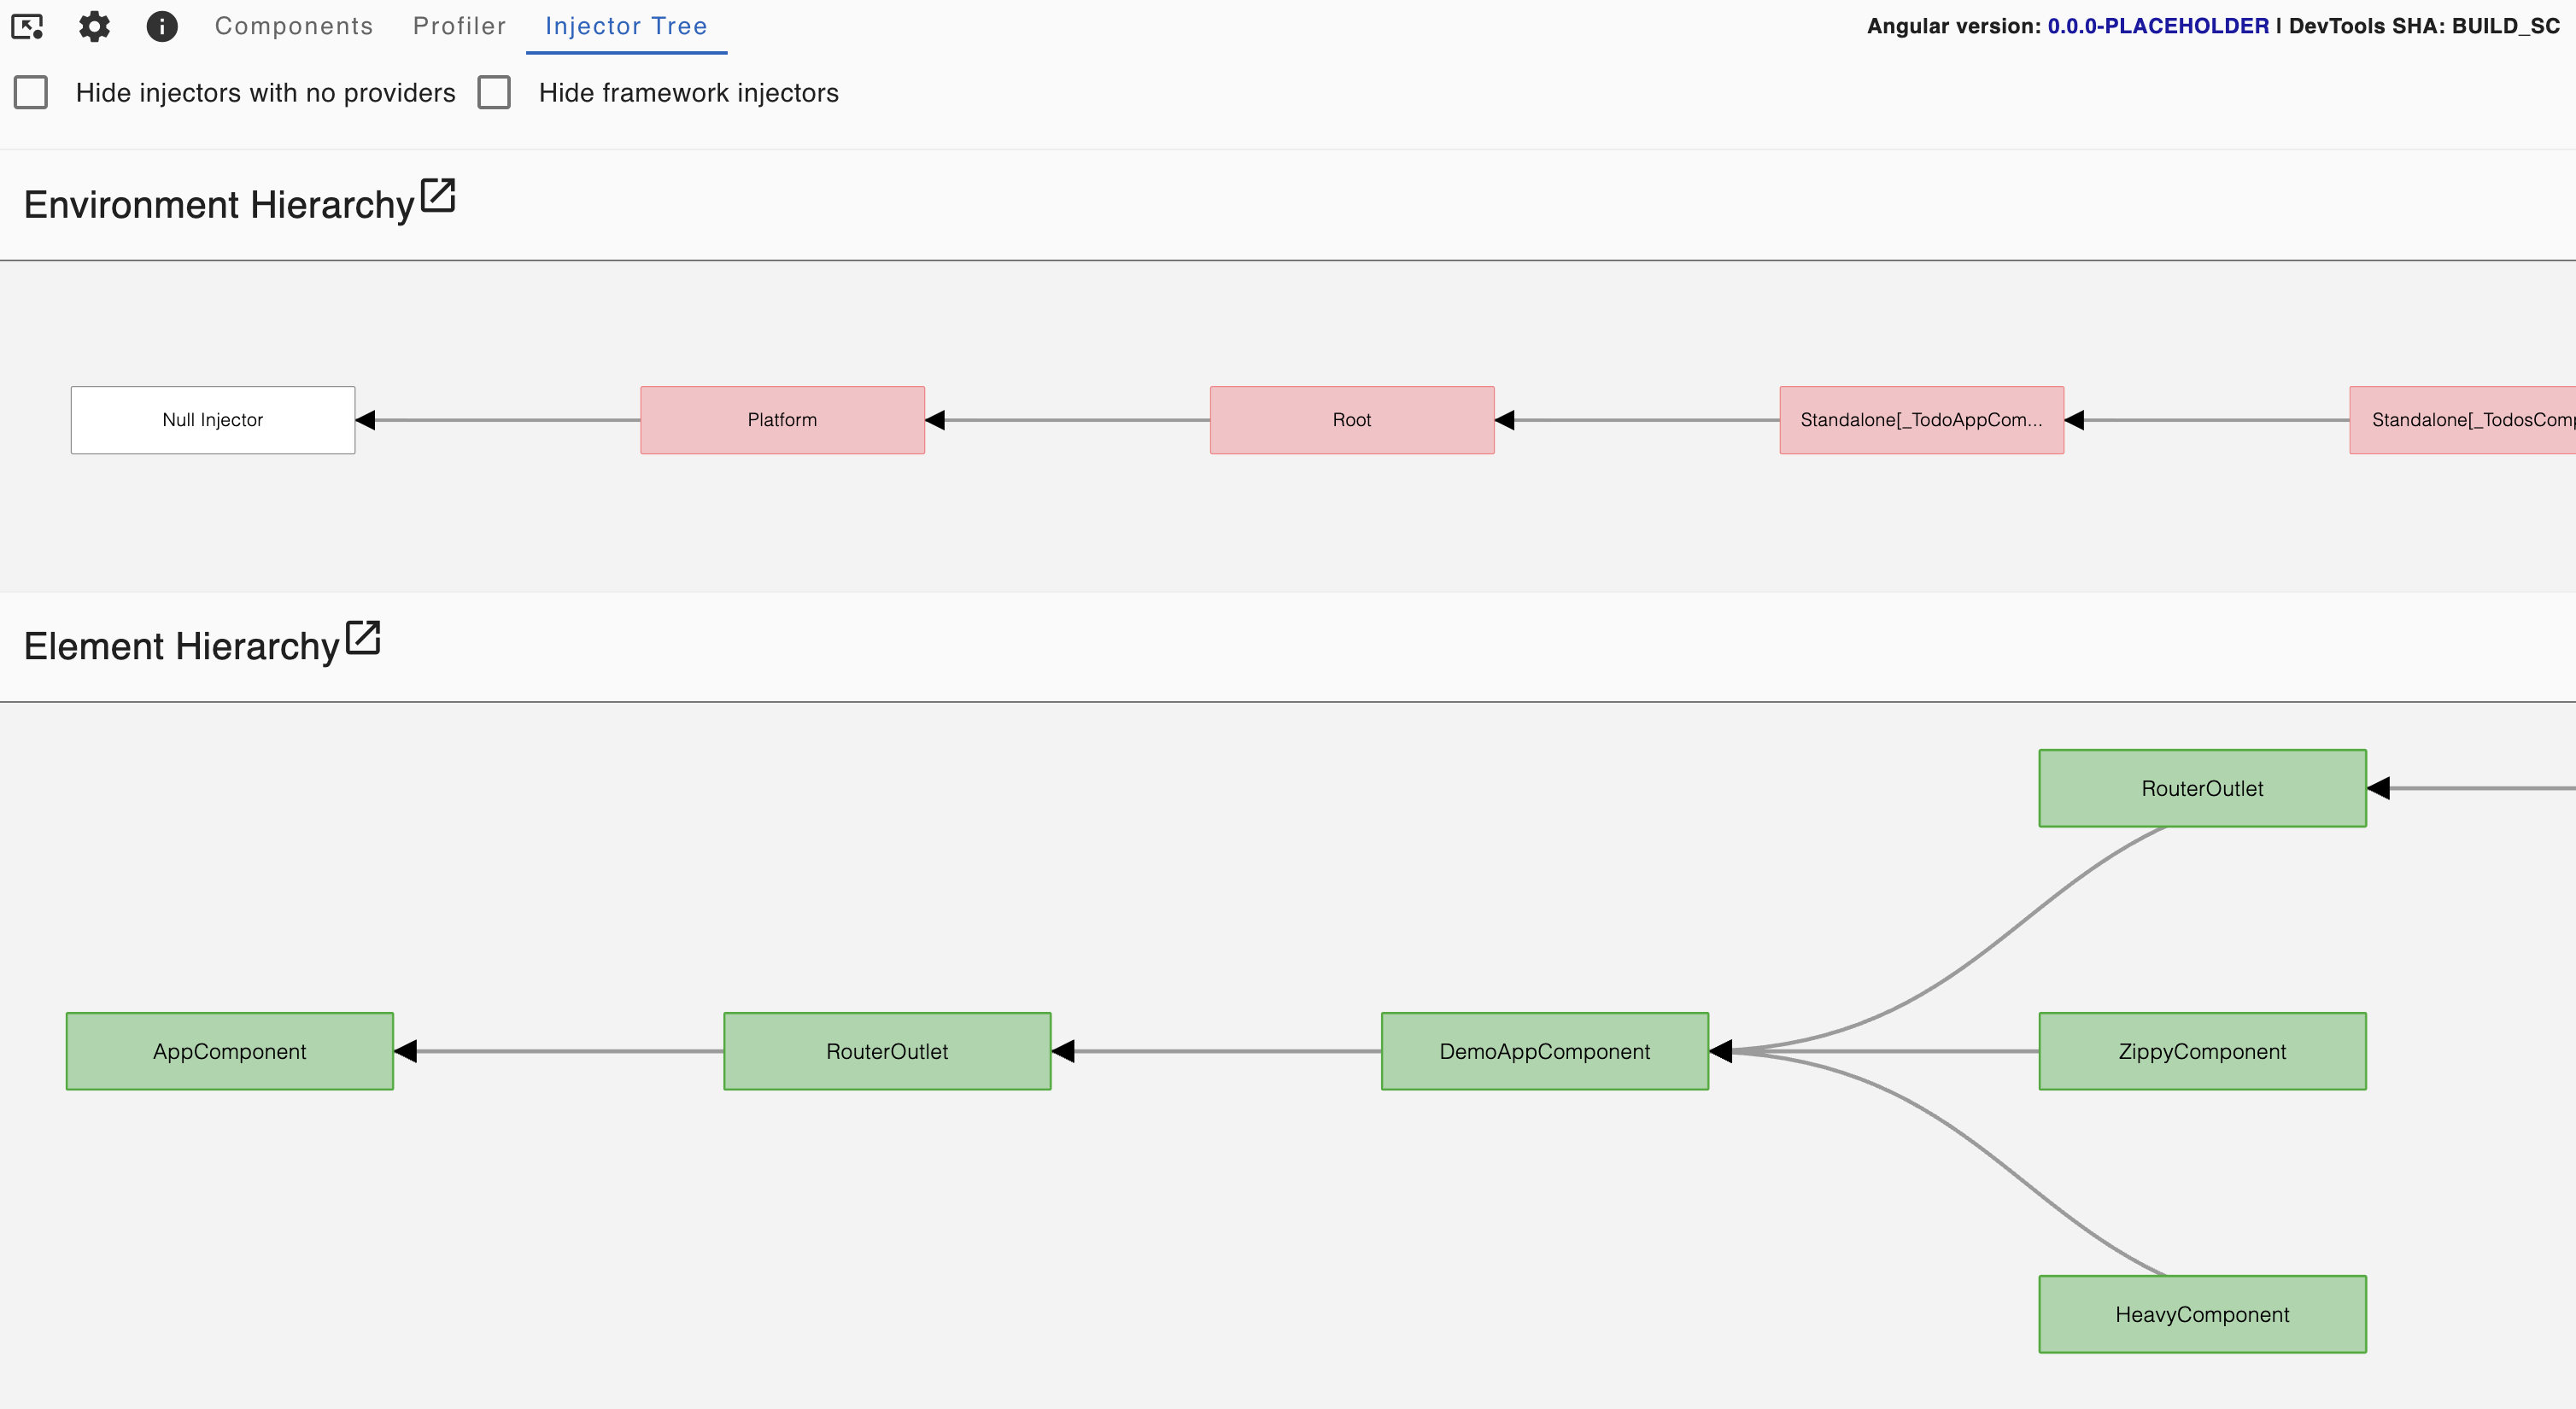 Components Profiler Injector Tree Angular version: 0.0.0-PLACEHOLDER | DevTools SHA: BUILD_SC
Hide injectors with no providers Hide framework injectors
Environment Hierarchy
Null Injector Platform Root Standalone[_TodoAppCom... Standalone[_TodosComp
Element Hierarchy
RouterOutlet
AppComponent RouterOutlet DemoAppComponent ZippyComponent
HeavyComponent